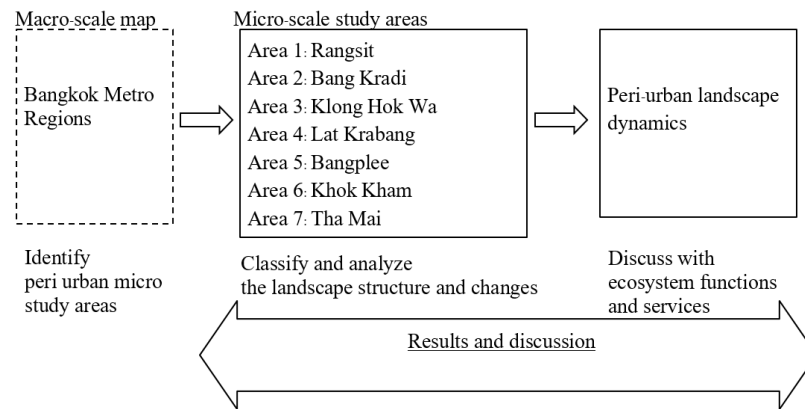 Macro-scale map
Bangkok Metro
Regions
Identify
peri urban micro
study areas
Micro-scale study areas
Area 1: Rangsit
Area 2: Bang Kradi
Area 3: Klong Hok Wa
Area 4: Lat Krabang
Area 5: Bangplee
Area 6: Khok Kham
Area 7: Tha Mai
Classify and analyze
the landscape structure and changes
Peri-urban landscape
dynamics
Discuss with
ecosystem functions
and services
Results and discussion